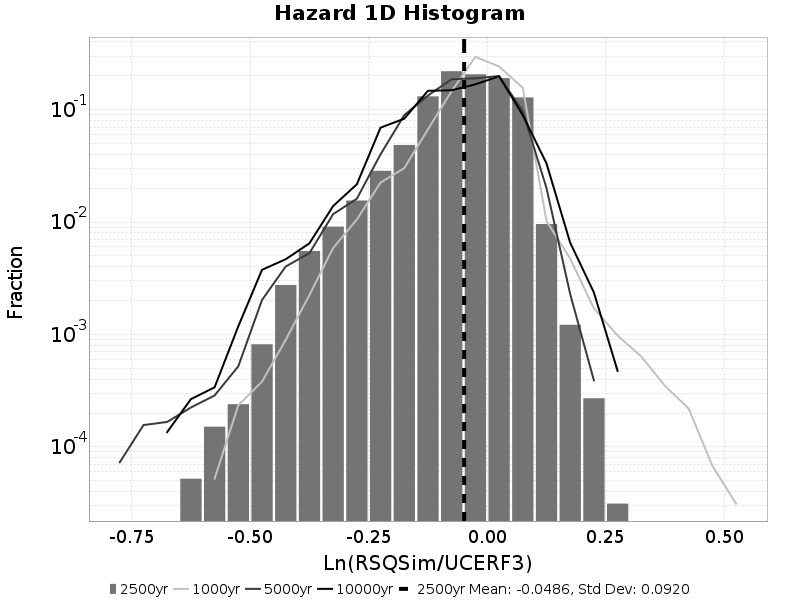 Hazard 1D Histogram
Fraction
10-1
10-2
10-3
10-4
-0.75 -0.50 -0.25 0.00 0.25 0.50
Ln(RSQSim/UCERF3)
2500yr 1000yr 5000yr 10000yr 2500yr Mean: -0.0486, Std Dev: 0.0920